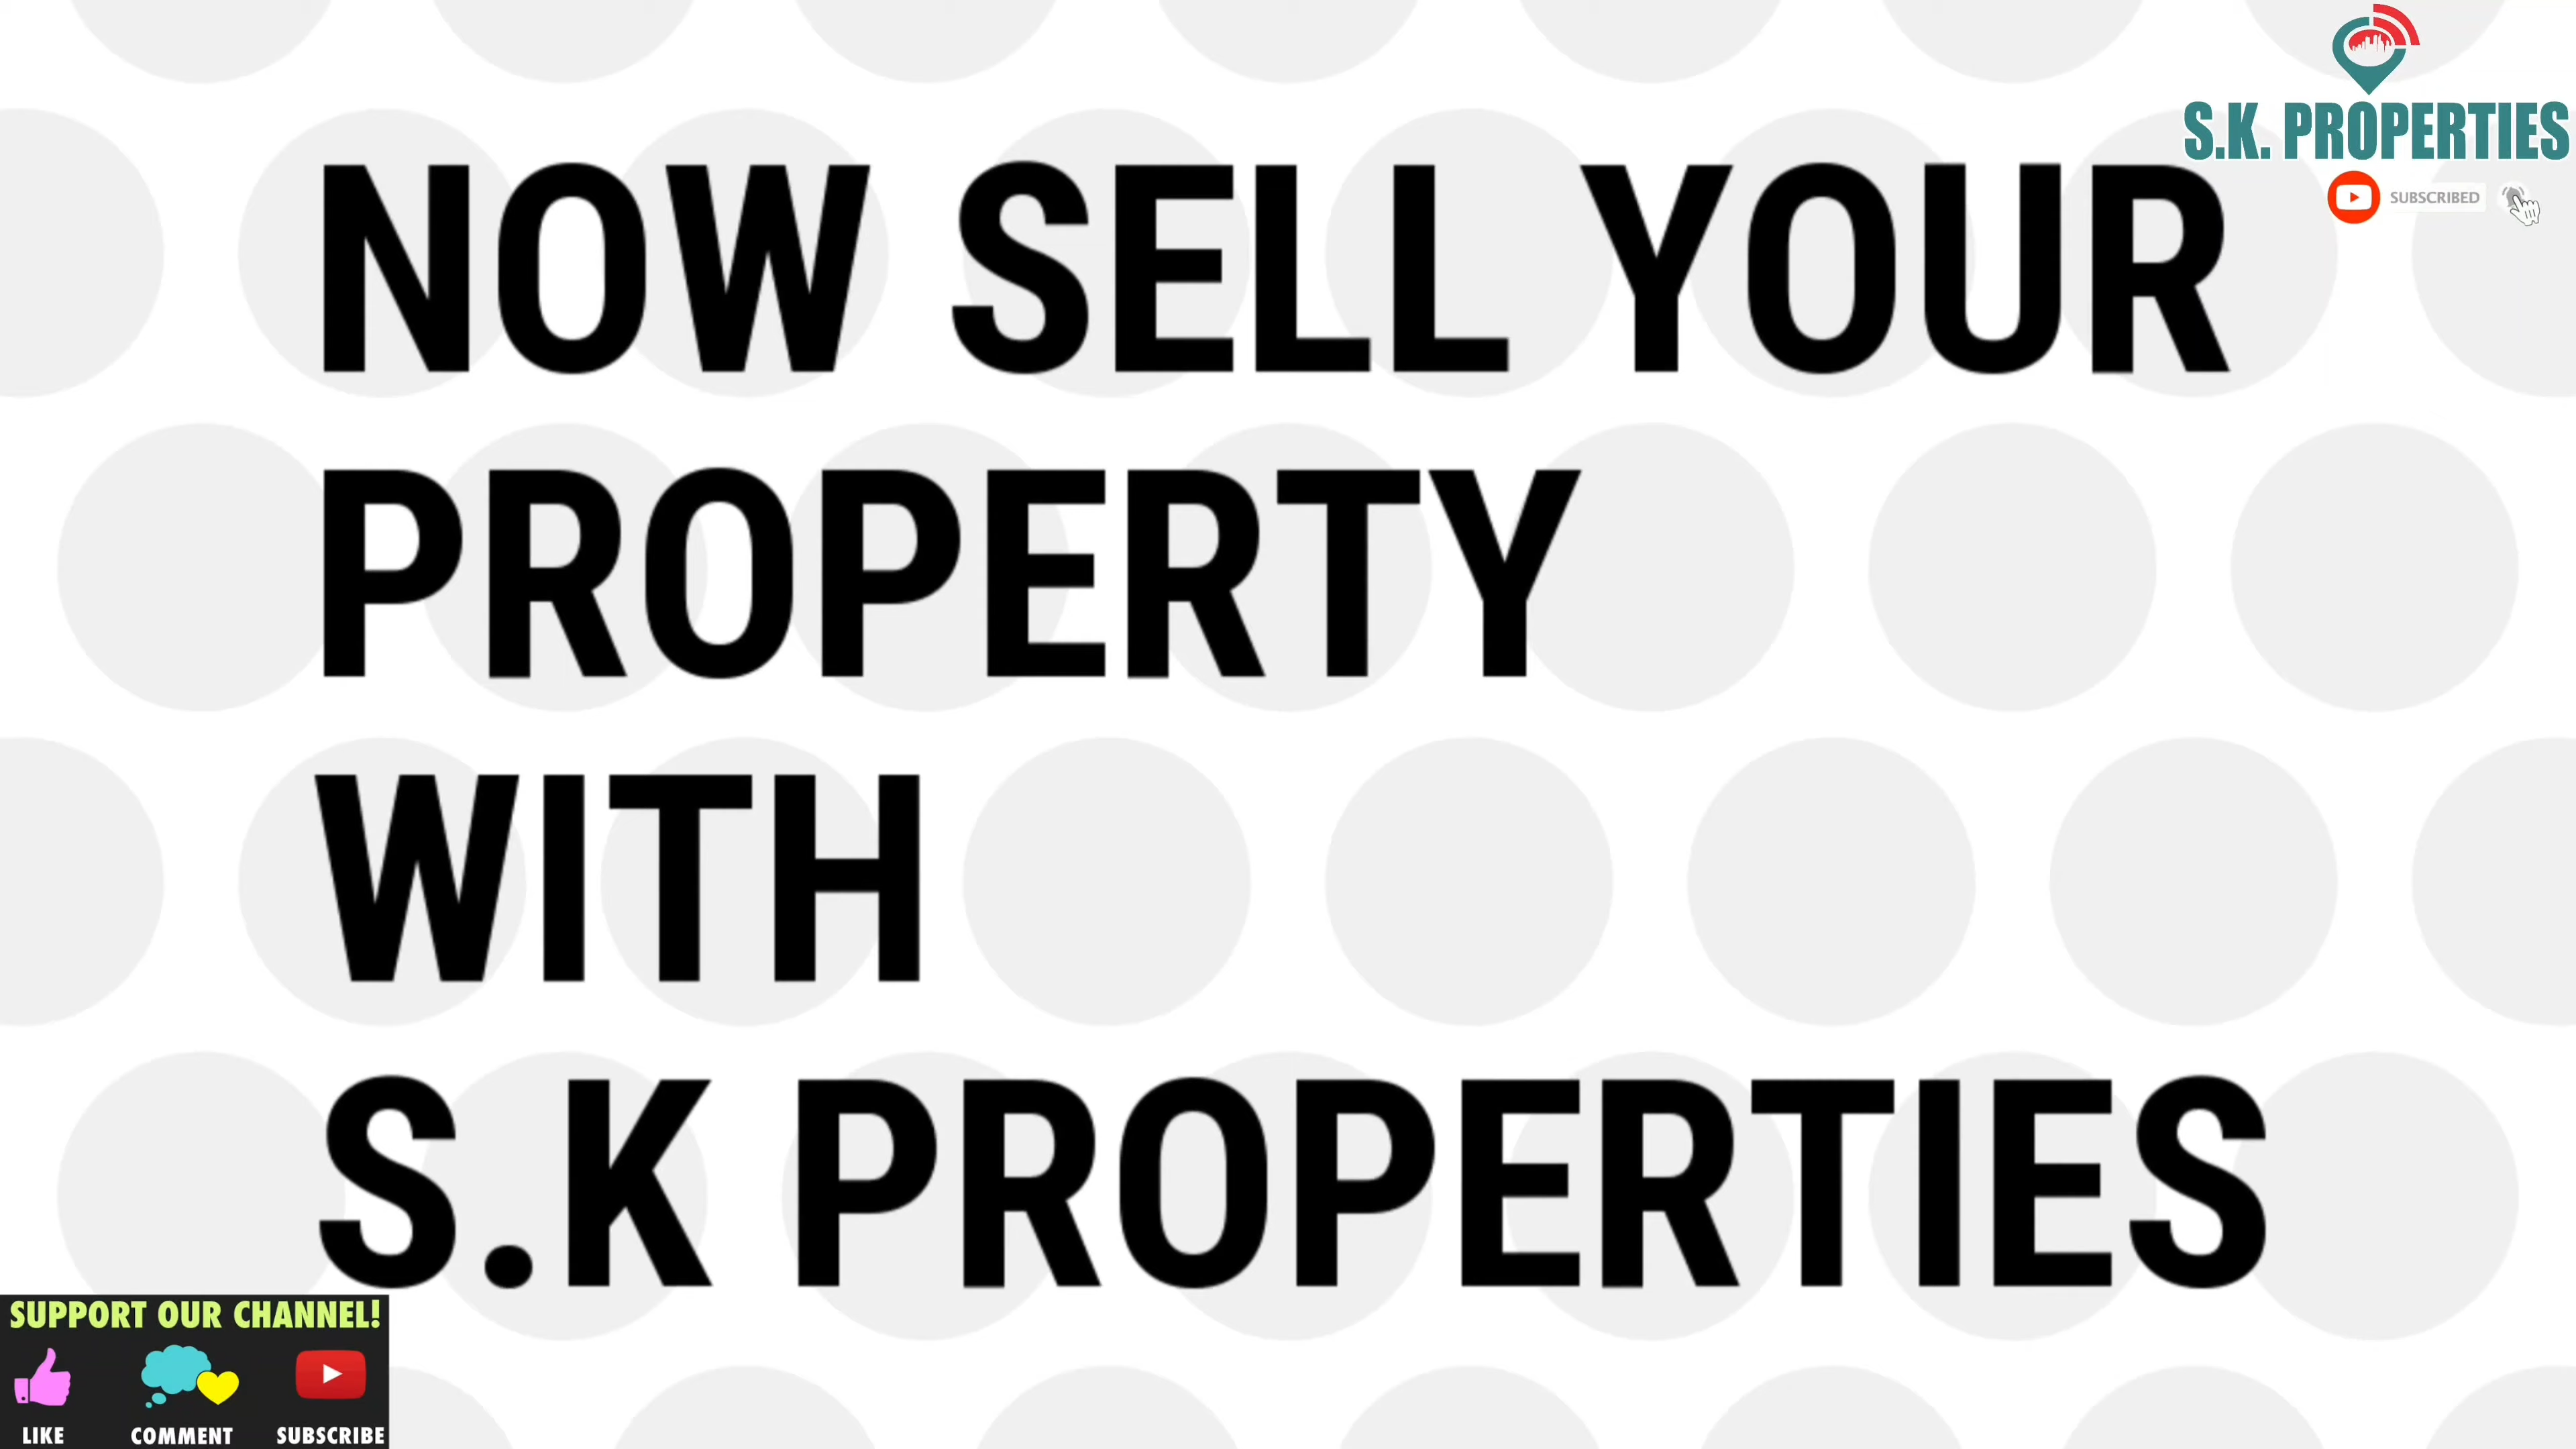 S.K. PROPERTIES
SUBSCRIBED
NOW SELL YOUR
PROPERTY
WITH
S.K PROPERTIES
SUPPORT OUR CHANNEL!
LIKE COMMENT SUBSCRIBE